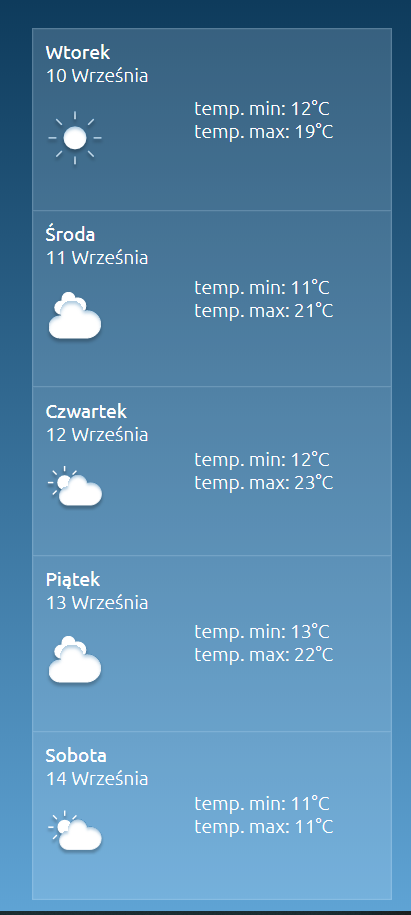 Wtorek
10 Września
temp. min: 12°C
temp. max: 19°C
Środa
11 Września
temp. min: 11°C
temp. max: 21°C
Czwartek
12 Września
temp. min: 12°C
temp. max: 23°C
Piątek
13 Września
temp. min: 13°C
temp. max: 22°C
Sobota
14 Września
temp. min: 11°C
temp. max: 11°C